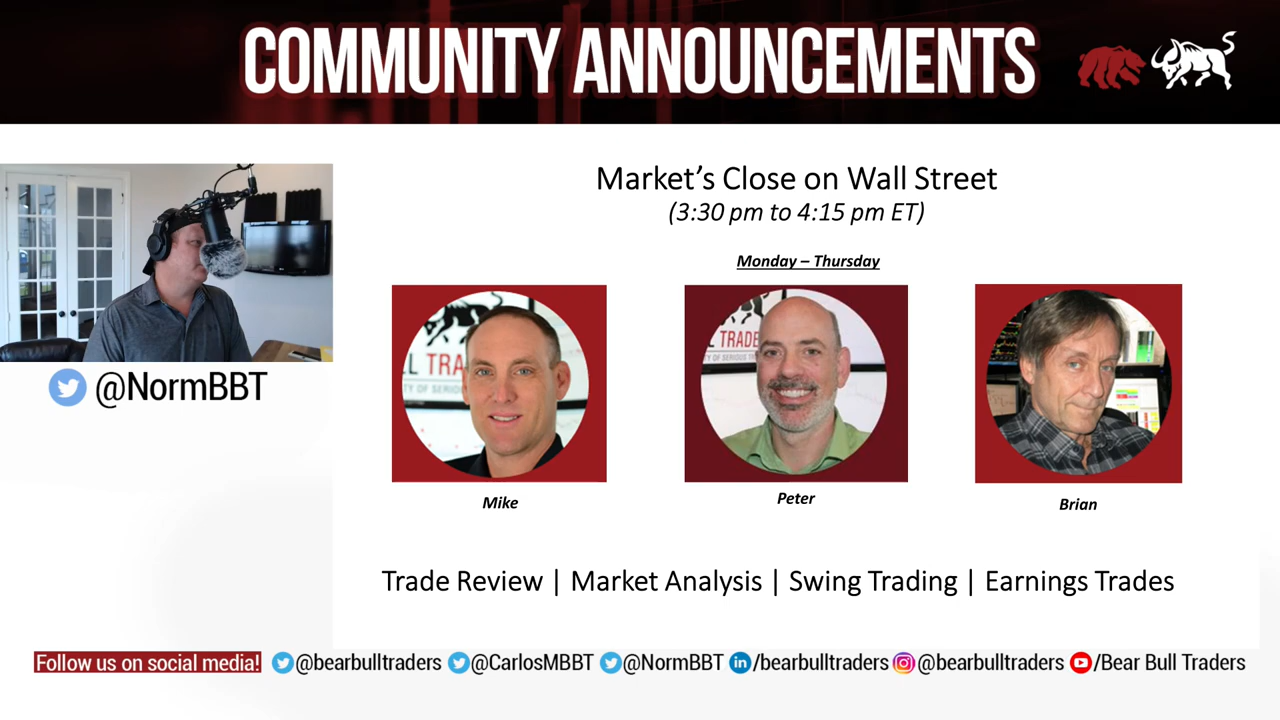 COMMUNITY ANNOUNCEMENTS
Market's Close on Wall Street
(3:30 pm to 4:15 pm ET)
Monday – Thursday
@NormBBT
Mike
Peter
Brian
Trade Review | Market Analysis | Swing Trading | Earnings Trades
Follow us on social media! @bearbulltraders @CarlosMBBT @NormBBT /bearbulltraders @bearbulltraders /Bear Bull Traders